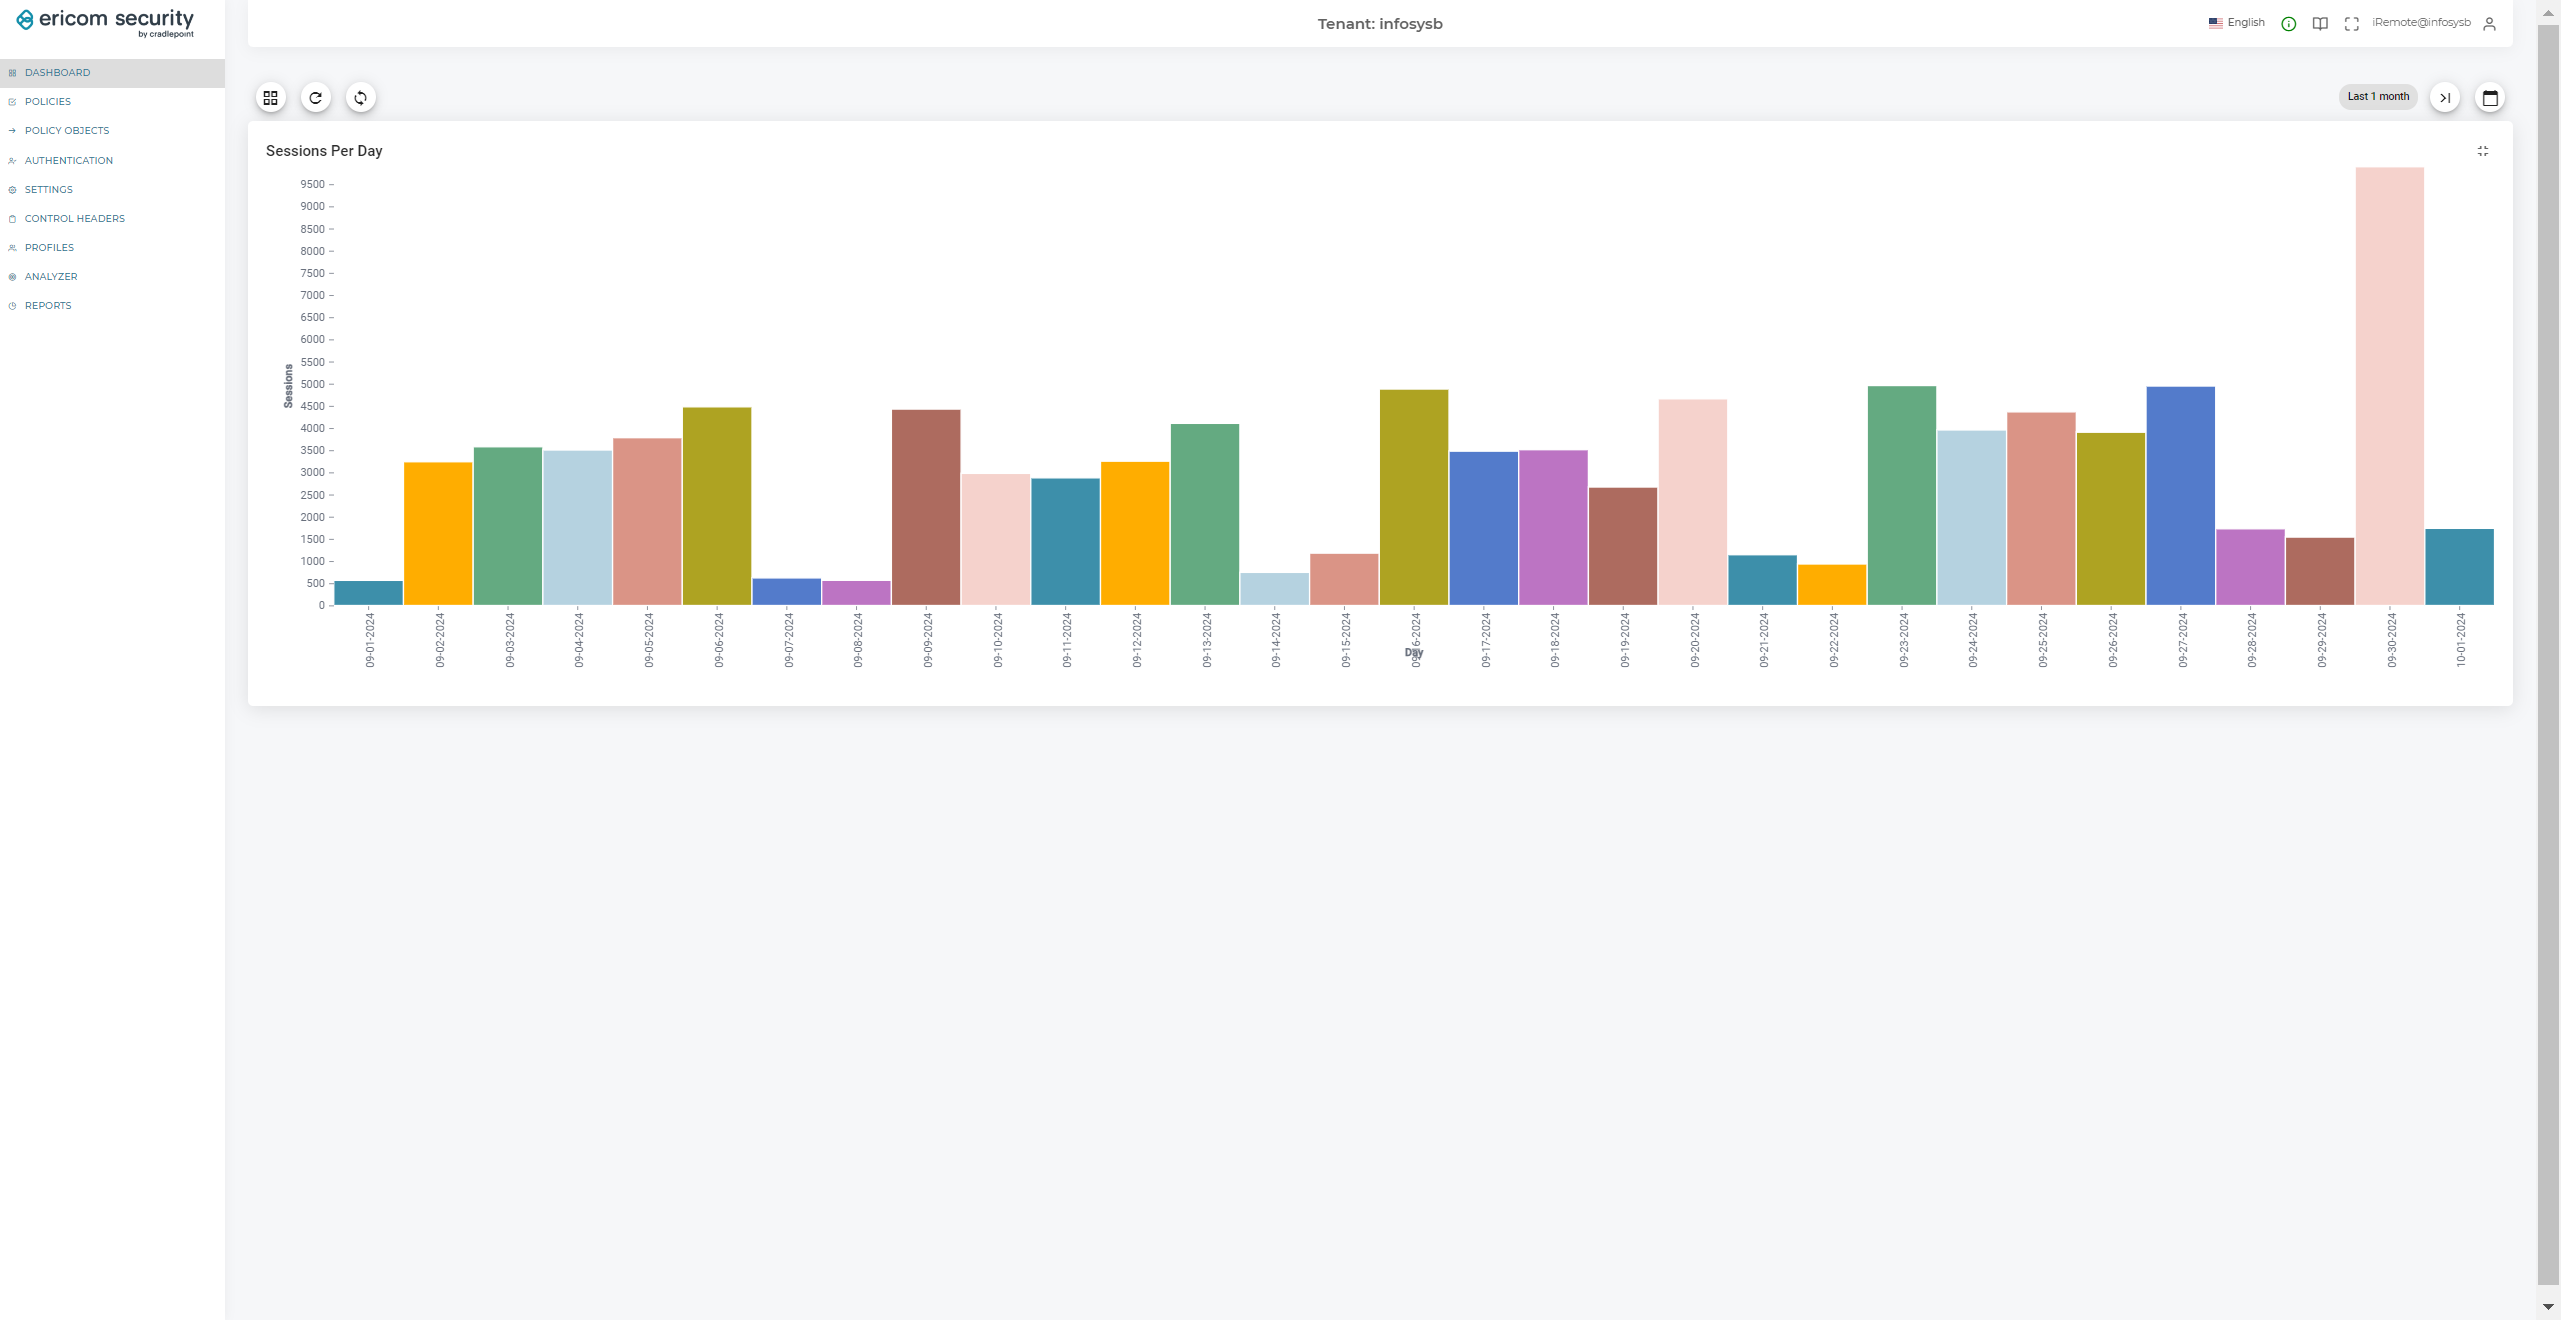 ericom security
by cradlepoint
Tenant: infosysb
English
iRemote@infosysb
DASHBOARD
POLICIES
POLICY OBJECTS
AUTHENTICATION
SETTINGS
CONTROL HEADERS
PROFILES
ANALYZER
REPORTS
Last 1 month
Sessions Per Day
9500
9000
8500
8000
7500
7000
6500
6000
5500
5000
4500
4000
3500
3000
2500
2000
1500
1000
500
0
Sessions
09-01-2024
09-02-2024
09-03-2024
09-04-2024
09-05-2024
09-06-2024
09-07-2024
09-08-2024
09-09-2024
09-10-2024
09-11-2024
09-12-2024
09-13-2024
09-14-2024
09-15-2024
09-16-2024
09-17-2024
09-18-2024
09-19-2024
09-20-2024
09-21-2024
09-22-2024
09-23-2024
09-24-2024
09-25-2024
09-26-2024
09-27-2024
09-28-2024
09-29-2024
09-30-2024
10-01-2024
Day